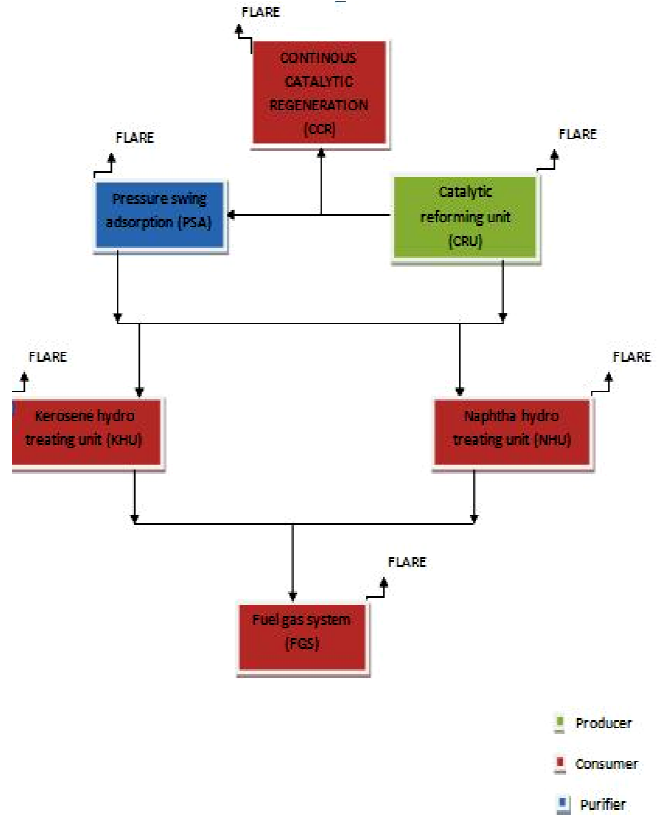 FLARE
CONTINOUS
CATALYTIC
REGENERATION
(CCR)
FLARE
FLARE
Pressure swing
adsorption (PSA)
Catalytic
reforming unit
(CRU)
FLARE
FLARE
Kerosene hydro
treating unit (KHU)
Naphtha hydro
treating unit (NHU)
FLARE
Fuel gas system
(FGS)
Producer
Consumer
Purifier